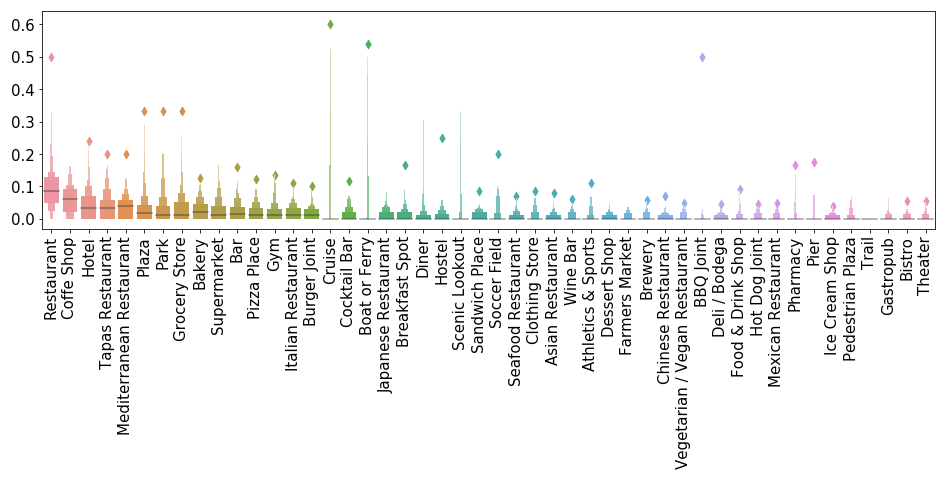 0.6
0.5
0.4
0.3
0.2
0.1
0.0
Restaurant
Coffe Shop
Hotel
Tapas Restaurant
Mediterranean Restaurant
Plaza
Park
Grocery Store
Bakery
Supermarket
Bar
Pizza Place
Gym
Italian Restaurant
Burger Joint
Cruise
Cocktail Bar
Boat or Ferry
Japanese Restaurant
Breakfast Spot
Diner
Hostel
Scenic Lookout
Sandwich Place
Soccer Field
Seafood Restaurant
Clothing Store
Asian Restaurant
Wine Bar
Athletics & Sports
Dessert Shop
Farmers Market
Brewery
Chinese Restaurant
Vegetarian / Vegan Restaurant
BBQ Joint
Deli / Bodega
Food & Drink Shop
Hot Dog Joint
Mexican Restaurant
Pharmacy
Pier
Ice Cream Shop
Pedestrian Plaza
Trail
Gastropub
Bistro
Theater